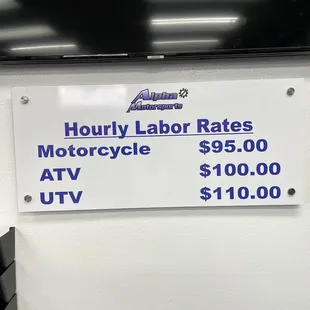 Alpha
Motorsports
Hourly Labor Rates
Motorcycle $95.00
ATV $100.00
UTV $110.00